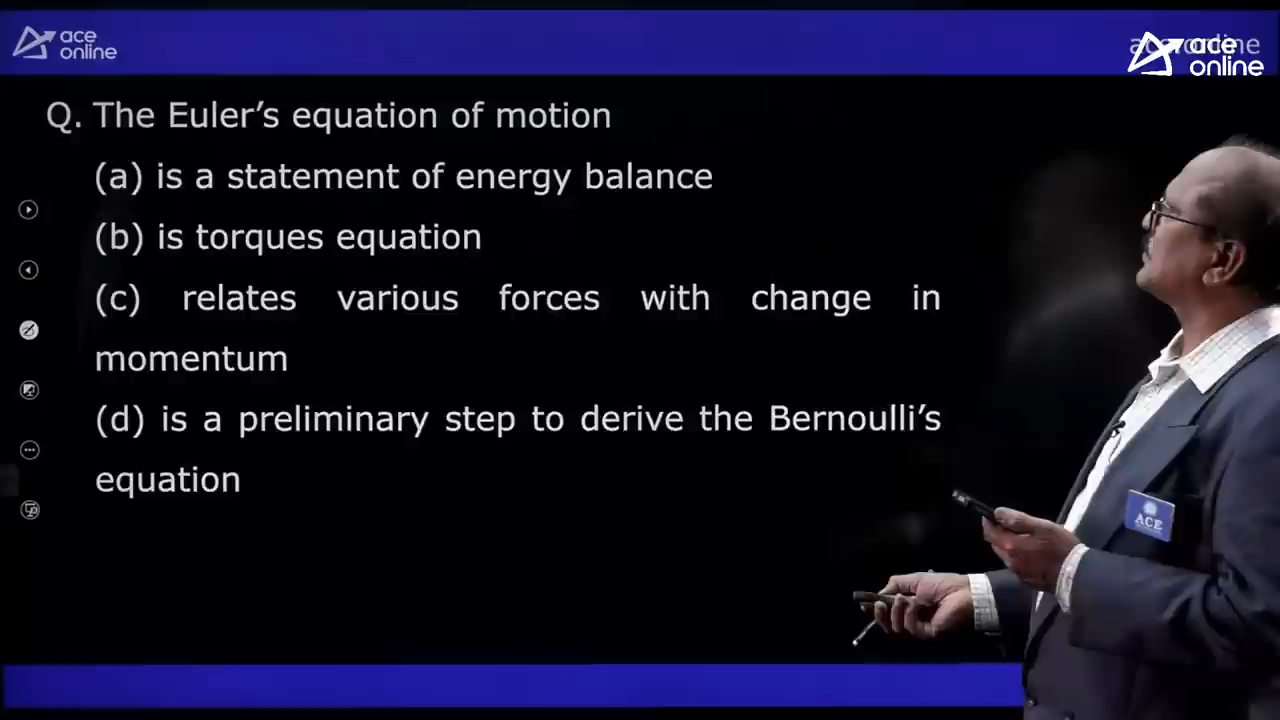 ace
online
ace
online
Q. The Euler's equation of motion
(a) is a statement of energy balance
(b) is torques equation
(c) relates various forces with change in
momentum
(d) is a preliminary step to derive the Bernoulli's
equation
ACE